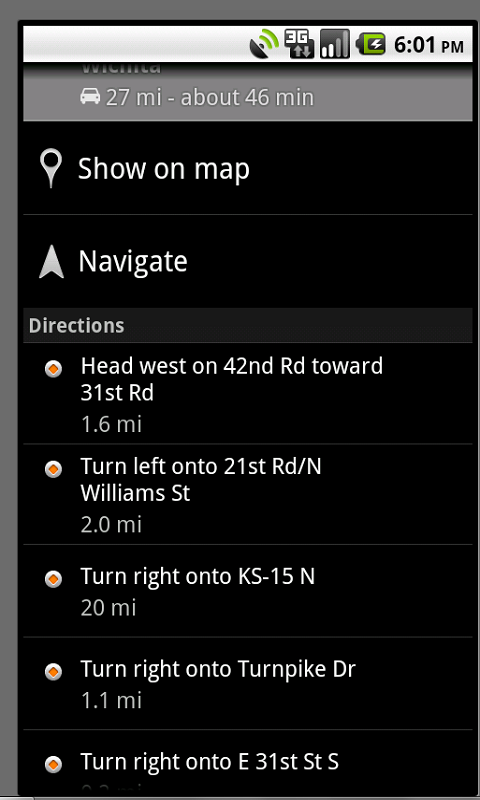 3G
6:01 PM
Wichita
27 mi - about 46 min
Show on map
Navigate
Directions
Head west on 42nd Rd toward
31st Rd
1.6 mi
Turn left onto 21st Rd/N
Williams St
2.0 mi
Turn right onto KS-15 N
20 mi
Turn right onto Turnpike Dr
1.1 mi
Turn right onto E 31st St S